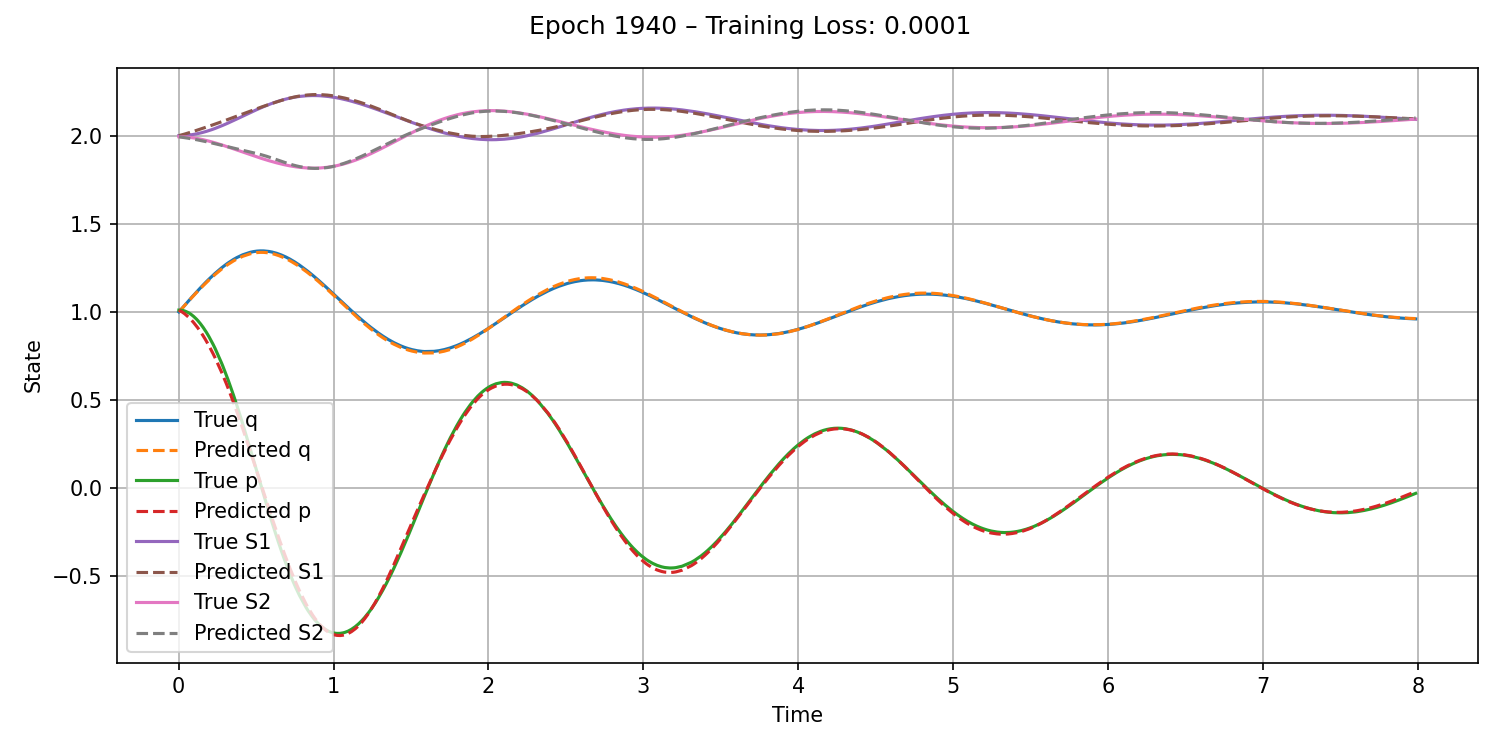 Epoch 1940 – Training Loss: 0.0001
State
2.0
1.5
1.0
0.5
0.0
−0.5
True q
Predicted q
True p
Predicted p
True S1
Predicted S1
True S2
Predicted S2
0 1 2 3 4 5 6 7 8
Time